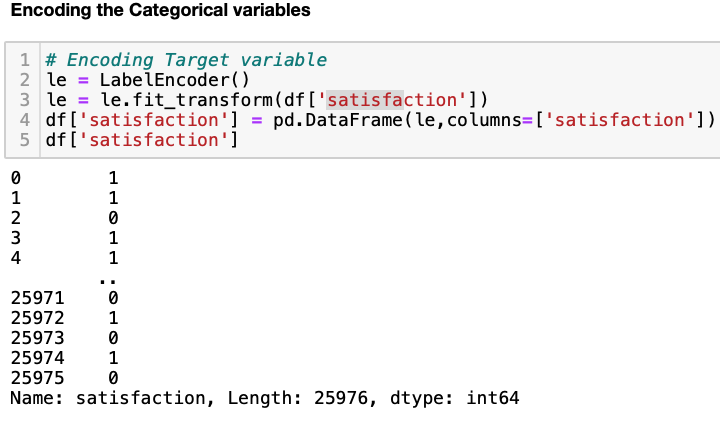 Encoding the Categorical variables
1 # Encoding Target variable
2 le = LabelEncoder()
3 le = le.fit_transform(df['satisfaction'])
4 df['satisfaction'] = pd.DataFrame(le,columns=['satisfaction'])
5 df['satisfaction']
0        1
1        1
2        0
3        1
4        1
        ..
25971    0
25972    1
25973    0
25974    1
25975    0
Name: satisfaction, Length: 25976, dtype: int64